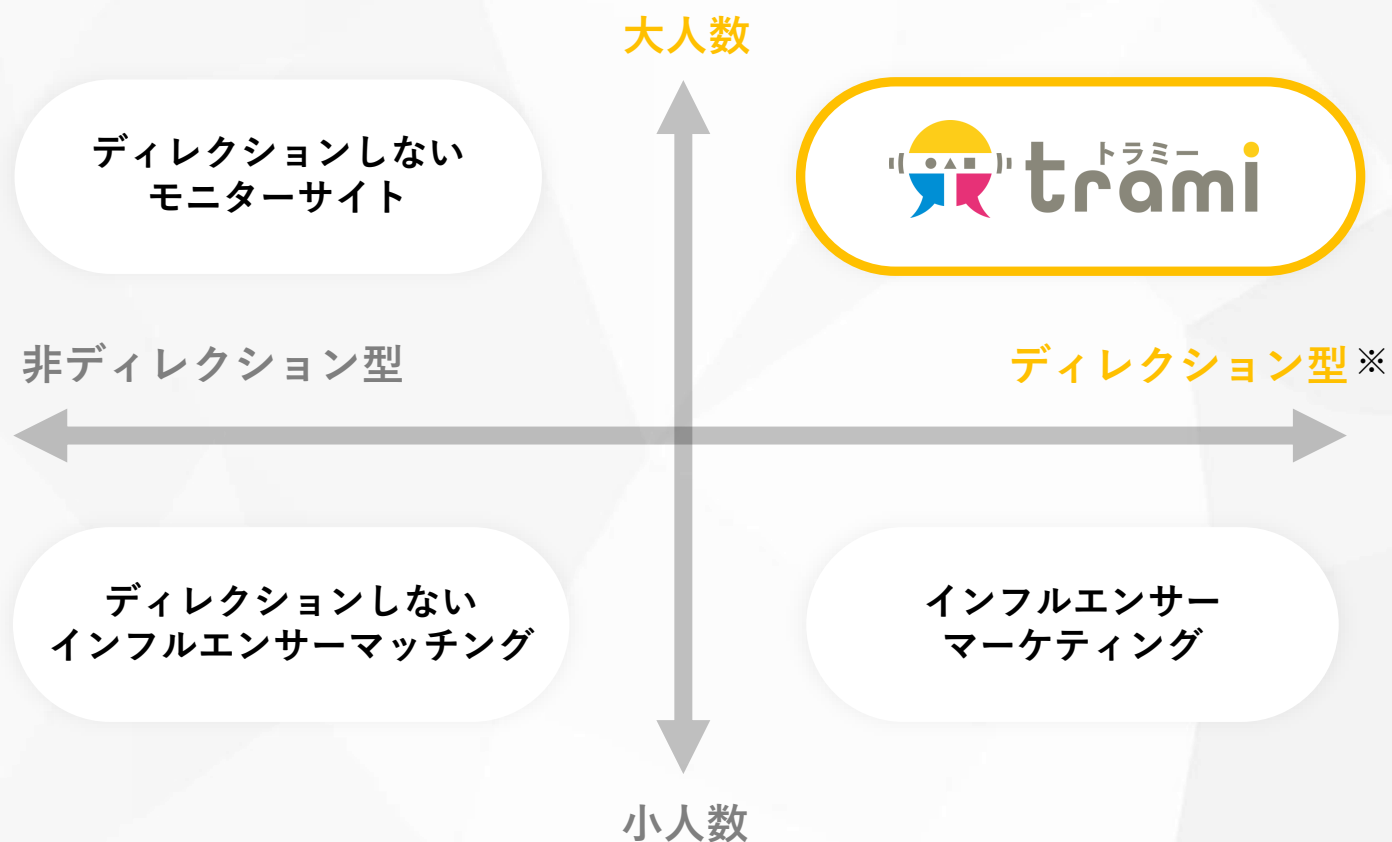 大人数
ディレクションしない
モニターサイト
トラミー
trami
非ディレクション型
ディレクション型※
ディレクションしない
インフルエンサーマッチング
インフルエンサー
マーケティング
小人数